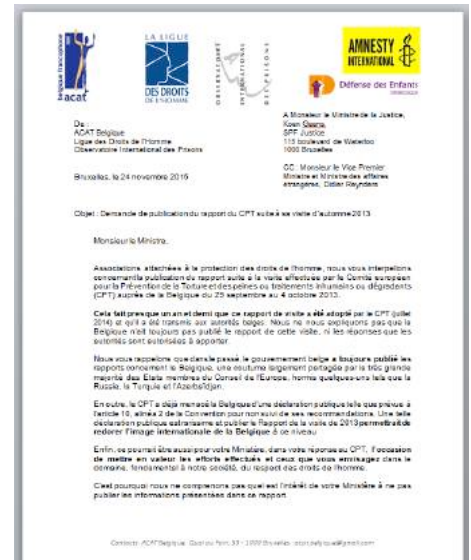 belgique francophone
acat
LA LIGUE
DES DROITS
DE L'HOMME
OBSERVATOIRE
INTERNATIONAL
DES PRISONS
AMNESTY
INTERNATIONAL
Défense des Enfants
De :
ACAT Belgique
Ligue des Droits de l'Homme
Observatoire International des Prisons
Bruxelles, le 24 novembre 2015
A Monsieur le Ministre de la Justice,
Koen Geens,
SPF Justice
115 boulevard de Waterloo
1000 Bruxelles
CC : Monsieur le Vice Premier
Ministre et Ministre des affaires
étrangères, Didier Reynders
Objet : Demande de publication du rapport du CPT suite à sa visite d'automne 2013
Monsieur le Ministre,
Associations attachées à la protection des droits de l'homme, nous vous interpellons
concernant la publication du rapport suite à la visite effectuée par le Comité européen
pour la Prévention de la Torture et des peines ou traitements inhumains ou dégradants
(CPT) auprès de la Belgique du 25 septembre au 4 octobre 2013.
Cela fait presque un an et demi que ce rapport de visite a été adopté par le CPT (juillet
2014) et qu'il a été transmis aux autorités belges. Nous ne nous expliquons pas que la
Belgique n'ait toujours pas publié le rapport de cette visite, ni les réponses que les
autorités sont autorisées à apporter.
Nous vous rappelons que dans le passé, le gouvernement belge a toujours publié les
rapports concernant la Belgique, une coutume largement partagée par la très grande
majorité des Etats membres du Conseil de l'Europe, hormis quelques-uns tels que la
Russie, la Turquie et l'Azerbaïdjan.
En outre, le CPT a déjà menacé la Belgique d'une déclaration publique telle que prévue à
l'article 10, alinéa 2 de la Convention pour non suivi de ses recommandations. Une telle
déclaration publique est rarissime et publier le Rapport de la visite de 2013 permettrait de
redorer l'image internationale de la Belgique à ce niveau.
Enfin, ce pourrait être aussi pour votre Ministère, dans votre réponse au CPT, l'occasion
de mettre en valeur les efforts effectués et ceux que vous envisagez dans le
domaine, fondamental à notre société, du respect des droits de l'homme.
C'est pourquoi nous ne comprenons pas quel est l'intérêt de votre Ministère à ne pas
publier les informations présentées dans ce rapport.
Contacts: ACAT Belgique,